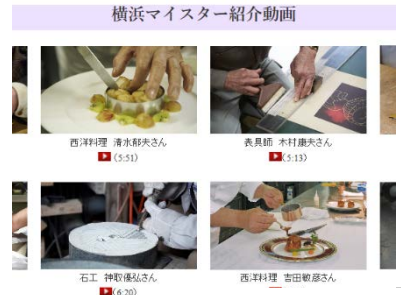 横浜マイスター紹介動画
西洋料理 清水郁夫さん
(5:51)
表具師 木村康夫さん
(5:13)
石工 神取優弘さん
(6:20)
西洋料理 吉田敏彦さん